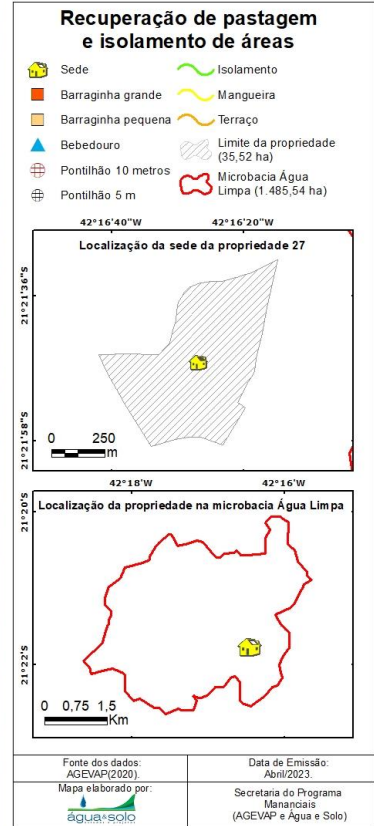 Recuperação de pastagem
e isolamento de áreas
Sede
Isolamento
Barraginha grande
Mangueira
Barraginha pequena
Terraço
Bebedouro
Limite da propriedade
(35,52 ha)
Pontilhão 10 metros
Microbacia Água
Limpa (1.485,54 ha)
Pontilhão 5 m
42°16'40"W 42°16'20"W
Localização da sede da propriedade 27
21°21'36"S
21°21'58"S
0 250
m
42°18'W 42°16'W
Localização da propriedade na microbacia Água Limpa
21°20'S
21°22'S
0 0,75 1,5
Km
Fonte dos dados:
AGEVAP(2020).
Data de Emissão:
Abril/2023.
Mapa elaborado por:
água&solo
Secretaria do Programa
Mananciais
(AGEVAP e Água e Solo)